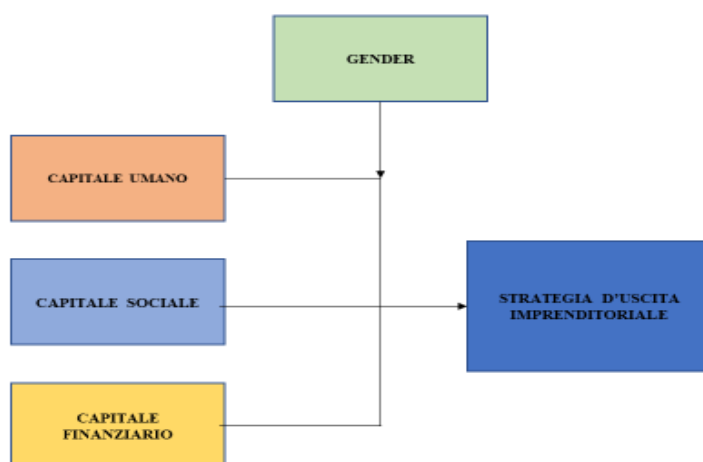 GENDER
CAPITALE UMANO
CAPITALE SOCIALE
STRATEGIA D'USCITA
IMPRENDITORIALE
CAPITALE
FINANZIARIO